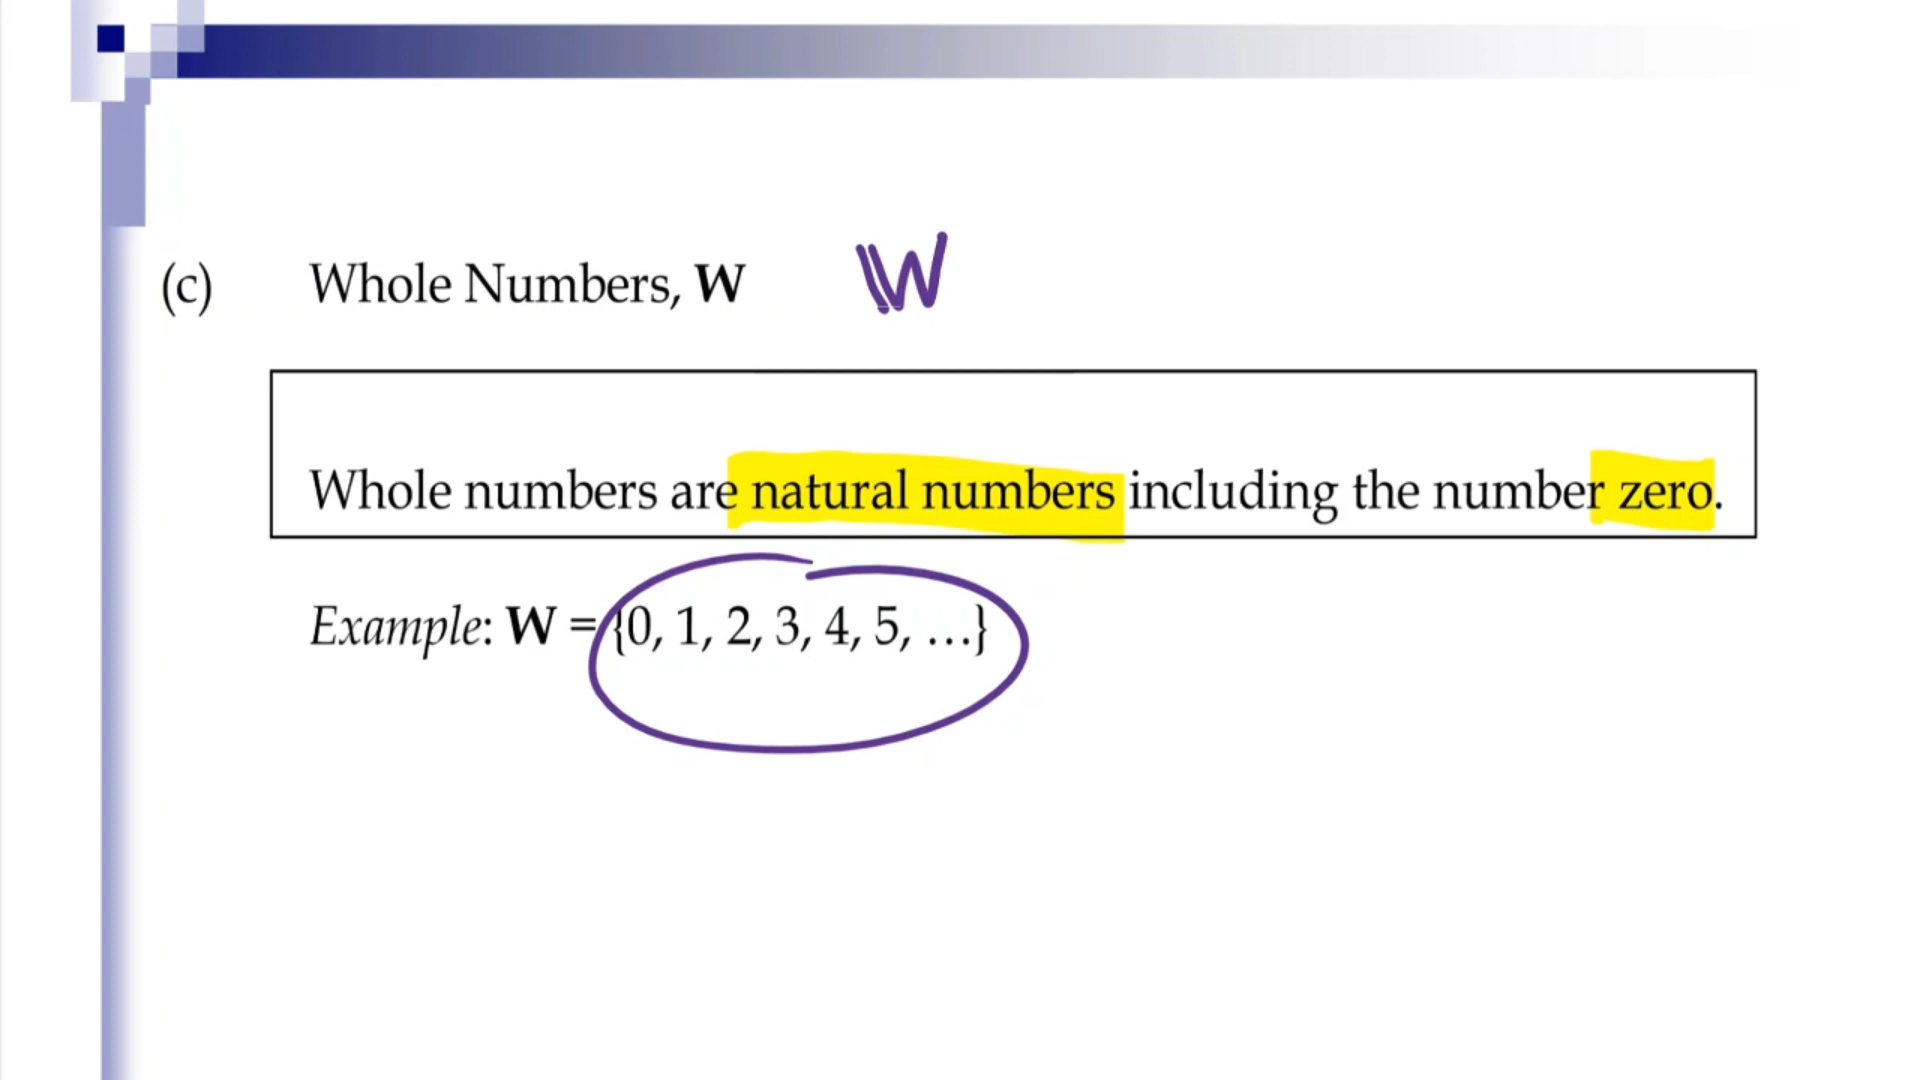 (c) Whole Numbers, W W
Whole numbers are natural numbers including the number zero.
Example: W = {0, 1, 2, 3, 4, 5, …}